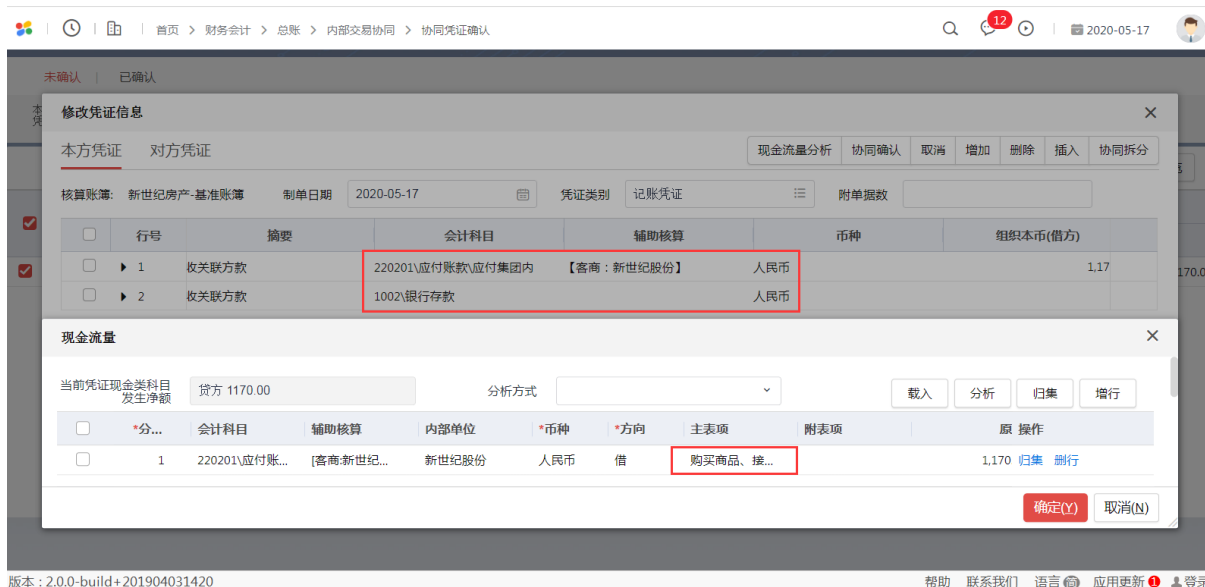 首页 > 财务会计 > 总账 > 内部交易协同 > 协同凭证确认 12 2020-05-17
未确认 | 已确认
修改凭证信息
本方凭证 对方凭证 现金流量分析 协同确认 取消 增加 删除 插入 协同拆分
核算账簿: 新世纪房产-基准账簿 制单日期 2020-05-17 凭证类别 记账凭证 附单据数
行号 摘要 会计科目 辅助核算 币种 组织本币(借方)
1 收关联方款 220201\应付账款\应付集团内 【客商：新世纪股份】 人民币 1,17
170.0
2 收关联方款 1002\银行存款 人民币
现金流量
当前凭证现金类科目发生净额 贷方 1170.00 分析方式 载入 分析 归集 增行
*分... 会计科目 辅助核算 内部单位 *币种 *方向 主表项 附表项 原 操作
1 220201\应付账... [客商:新世纪... 新世纪股份 人民币 借 购买商品、接... 1,170 归集 删行
确定(Y) 取消(N)
版本 : 2.0.0-build+201904031420 帮助 联系我们 语言 简 应用更新 1 登录